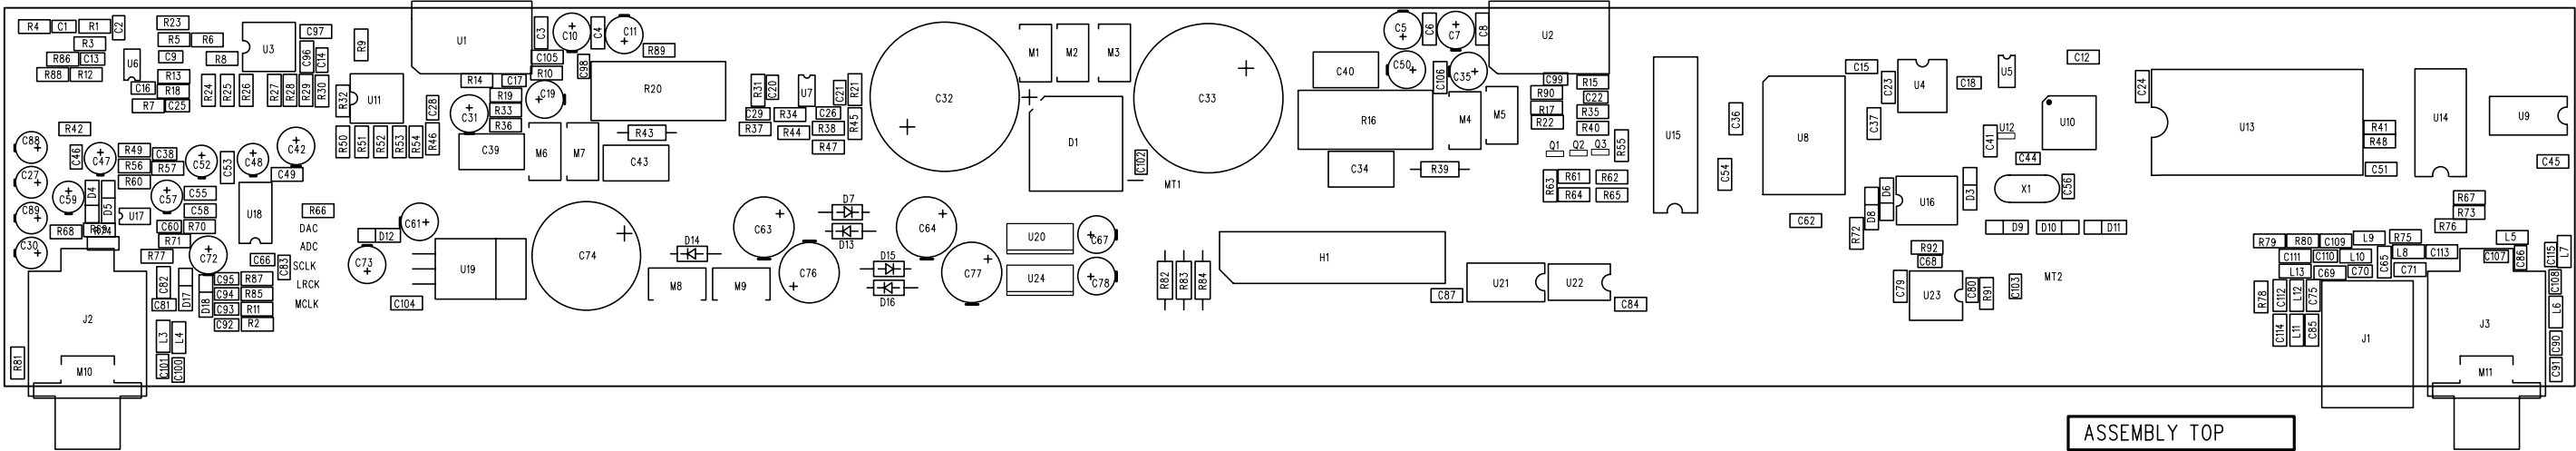 R4 C1 R1 C2 R23 C97 R9 U1 C3 C10 C4 C11 R89 M1 M2 M3 C5 C6 C7 C8 U2 C12
R3 R5 R6 U3 C96 C14
R86 C13 U6 C9 R8 C105 C98 C40 C50 C106 C35 C99 R15 C15 C23 U4 C18 U5
R88 R12 R13 R14 C17 R10
C16 R18 R24 R25 R26 R27 R28 R29 R30 R32 U11 C28 R19 C19 R20 R31 C20 U7 C21 R21 C32 C33 R90 C22 C24
R7 C25 C31 R33 C29 R34 C26 R16 M4 M5 R17 R35 C36 C37 U10 U13 U14 U9
R42 R50 R51 R52 R53 R54 R46 R36 R43 R37 R44 R38 R45 R22 R40 U15 U8 U12 R41
C88 C46 C47 R49 C38 C52 C53 C48 C42 C39 M6 M7 C43 R47 D1 C102 Q1 Q2 Q3 R55 C41 R48
R56 R57 C34 R39 C44 C45
C27 R60 C49 MT1 R63 R61 R62 C54 C51
C59 D4 D5 C57 C55 R64 R65 D8 D6 U16 D3 X1 C56 R67
C89 U17 C58 U18 R66 C61 C63 D7 C64 C62 R73
R68 C60 R70 DAC D12 C74 D13 U20 C67 R72 D9 D10 D11 R76
C30 R71 C72 ADC D14 H1 R92 R79 R80 C109 L9 R75 L5
R77 C66 C83 SCLK C73 U19 D15 C68 C111 C110 L10 C65 L8 C113 C107 C86 C115 L7
C82 D17 D18 C95 R87 LRCK M8 M9 C76 D16 C77 U24 C78 R82 R83 R84 U21 U22 C79 U23 C80 R91 C103 MT2 L13 C69 C70 C71 C108
C81 C94 R85 MCLK C104 C87 C84 R78 C112 L12 C75
C93 R11 L6
J2 C92 R2 J3
L3 L4 C114 L11 C85 J1 C90
R81 M10 C101 C100 M11 C91
ASSEMBLY TOP